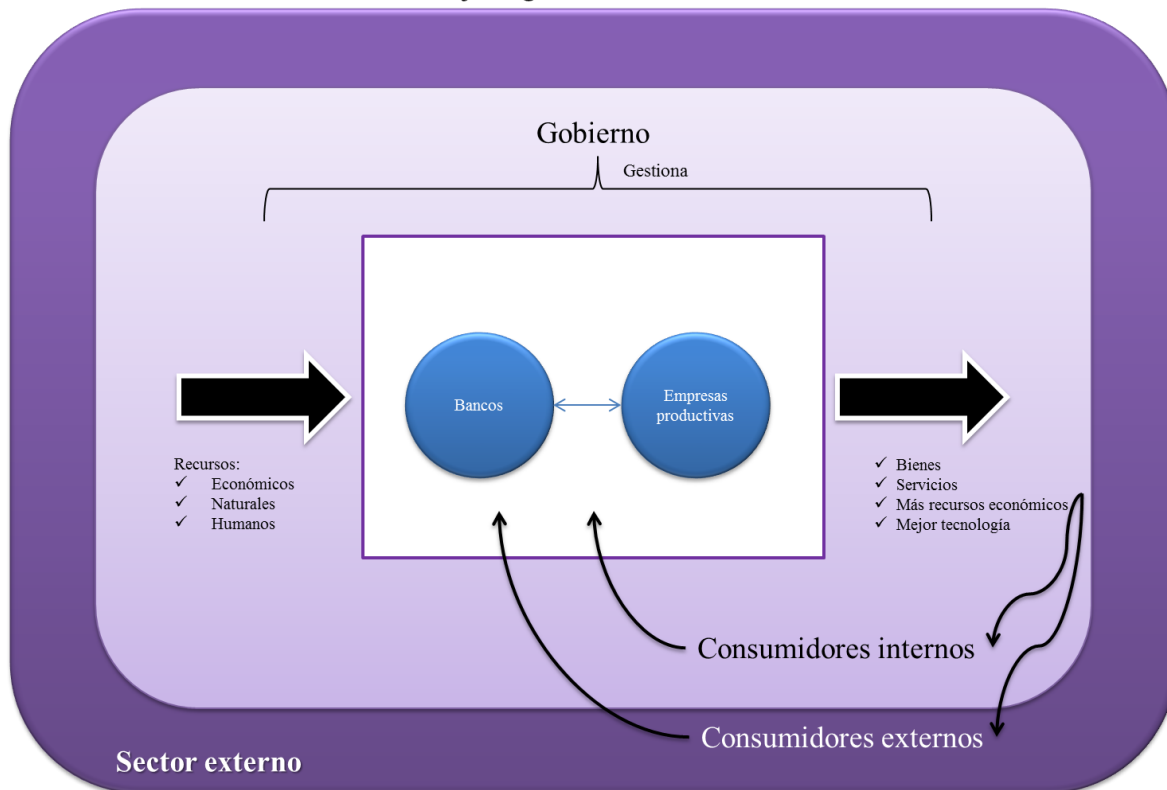 Gobierno
Gestiona
Bancos
Empresas
productivas
Recursos:
✓ Económicos
✓ Naturales
✓ Humanos
✓ Bienes
✓ Servicios
✓ Más recursos económicos
✓ Mejor tecnología
Consumidores internos
Consumidores externos
Sector externo